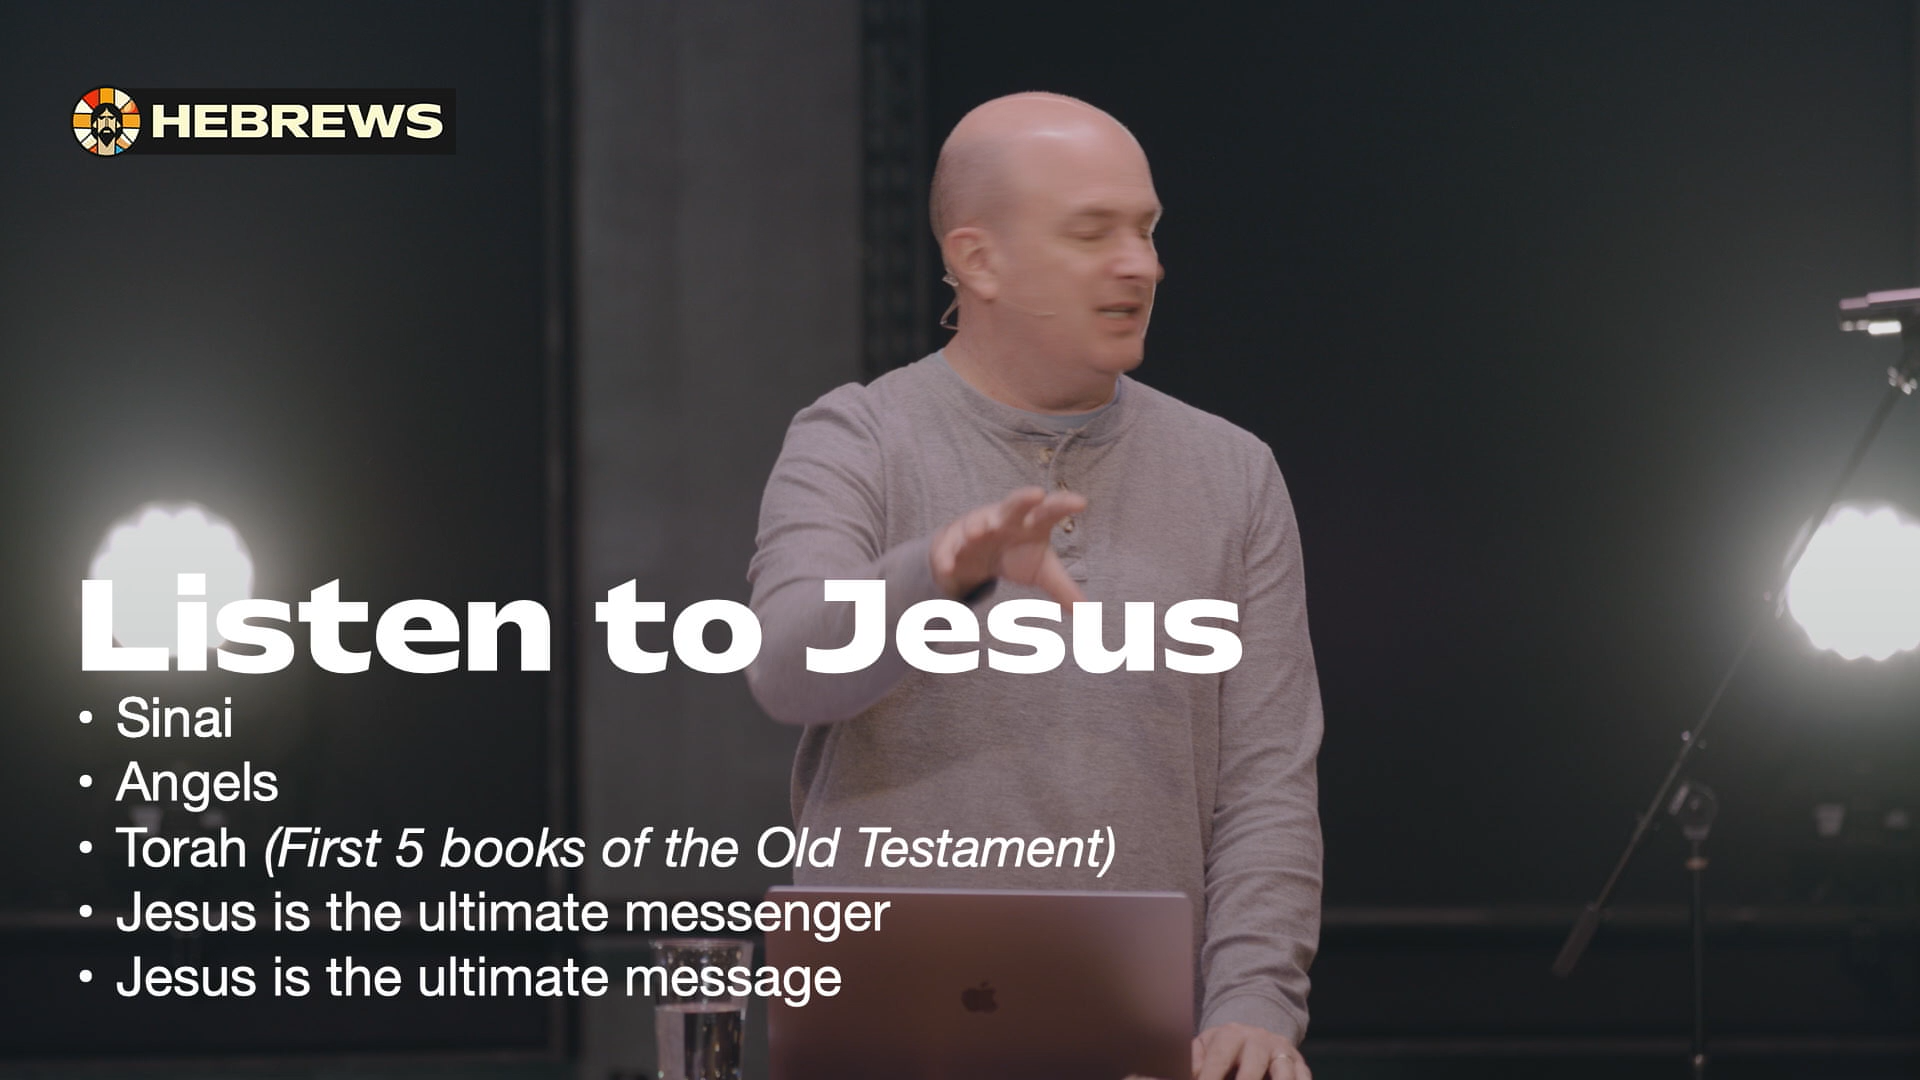 HEBREWS
Listen to Jesus
• Sinai
• Angels
• Torah (First 5 books of the Old Testament)
• Jesus is the ultimate messenger
• Jesus is the ultimate message